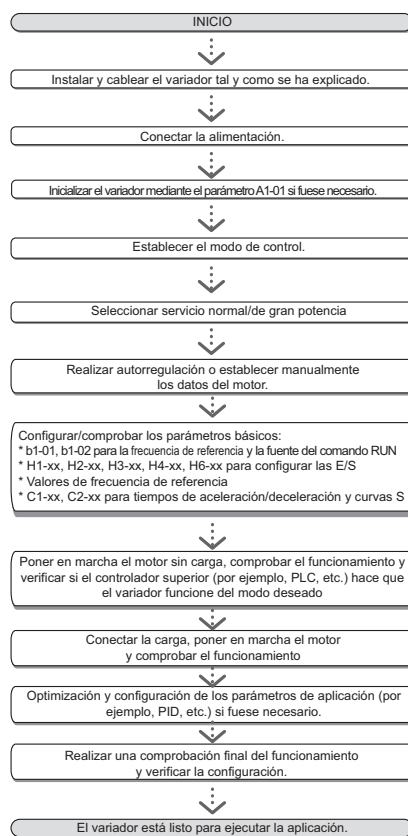 INICIO
Instalar y cablear el variador tal y como se ha explicado.
Conectar la alimentación.
Inicializar el variador mediante el parámetro A1-01 si fuese necesario.
Establecer el modo de control.
Seleccionar servicio normal/de gran potencia
Realizar autorregulación o establecer manualmente
los datos del motor.
Configurar/comprobar los parámetros básicos:
* b1-01, b1-02 para la frecuencia de referencia y la fuente del comando RUN
* H1-xx, H2-xx, H3-xx, H4-xx, H6-xx para configurar las E/S
* Valores de frecuencia de referencia
* C1-xx, C2-xx para tiempos de aceleración/deceleración y curvas S
Poner en marcha el motor sin carga, comprobar el funcionamiento y
verificar si el controlador superior (por ejemplo, PLC, etc.) hace que
el variador funcione del modo deseado
Conectar la carga, poner en marcha el motor
y comprobar el funcionamiento
Optimización y configuración de los parámetros de aplicación (por
ejemplo, PID, etc.) si fuese necesario.
Realizar una comprobación final del funcionamiento
y verificar la configuración.
El variador está listo para ejecutar la aplicación.